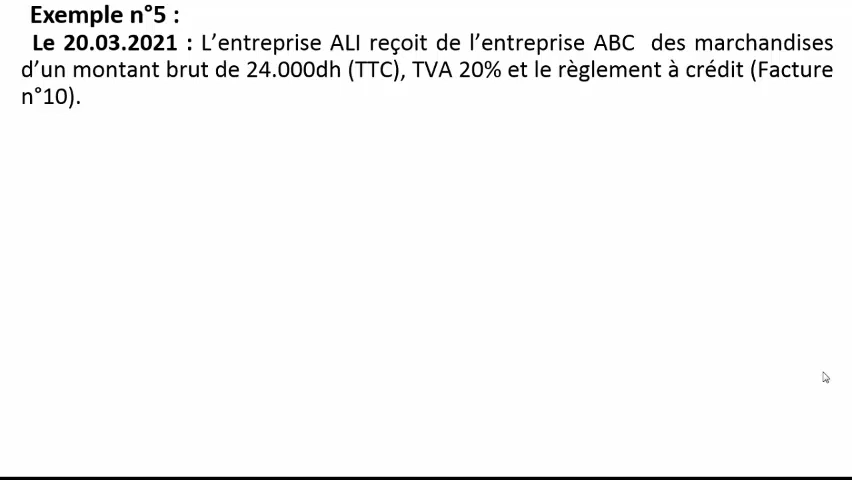 Exemple n°5 :
Le 20.03.2021 : L’entreprise ALI reçoit de l’entreprise ABC des marchandises
d’un montant brut de 24.000dh (TTC), TVA 20% et le règlement à crédit (Facture
n°10).